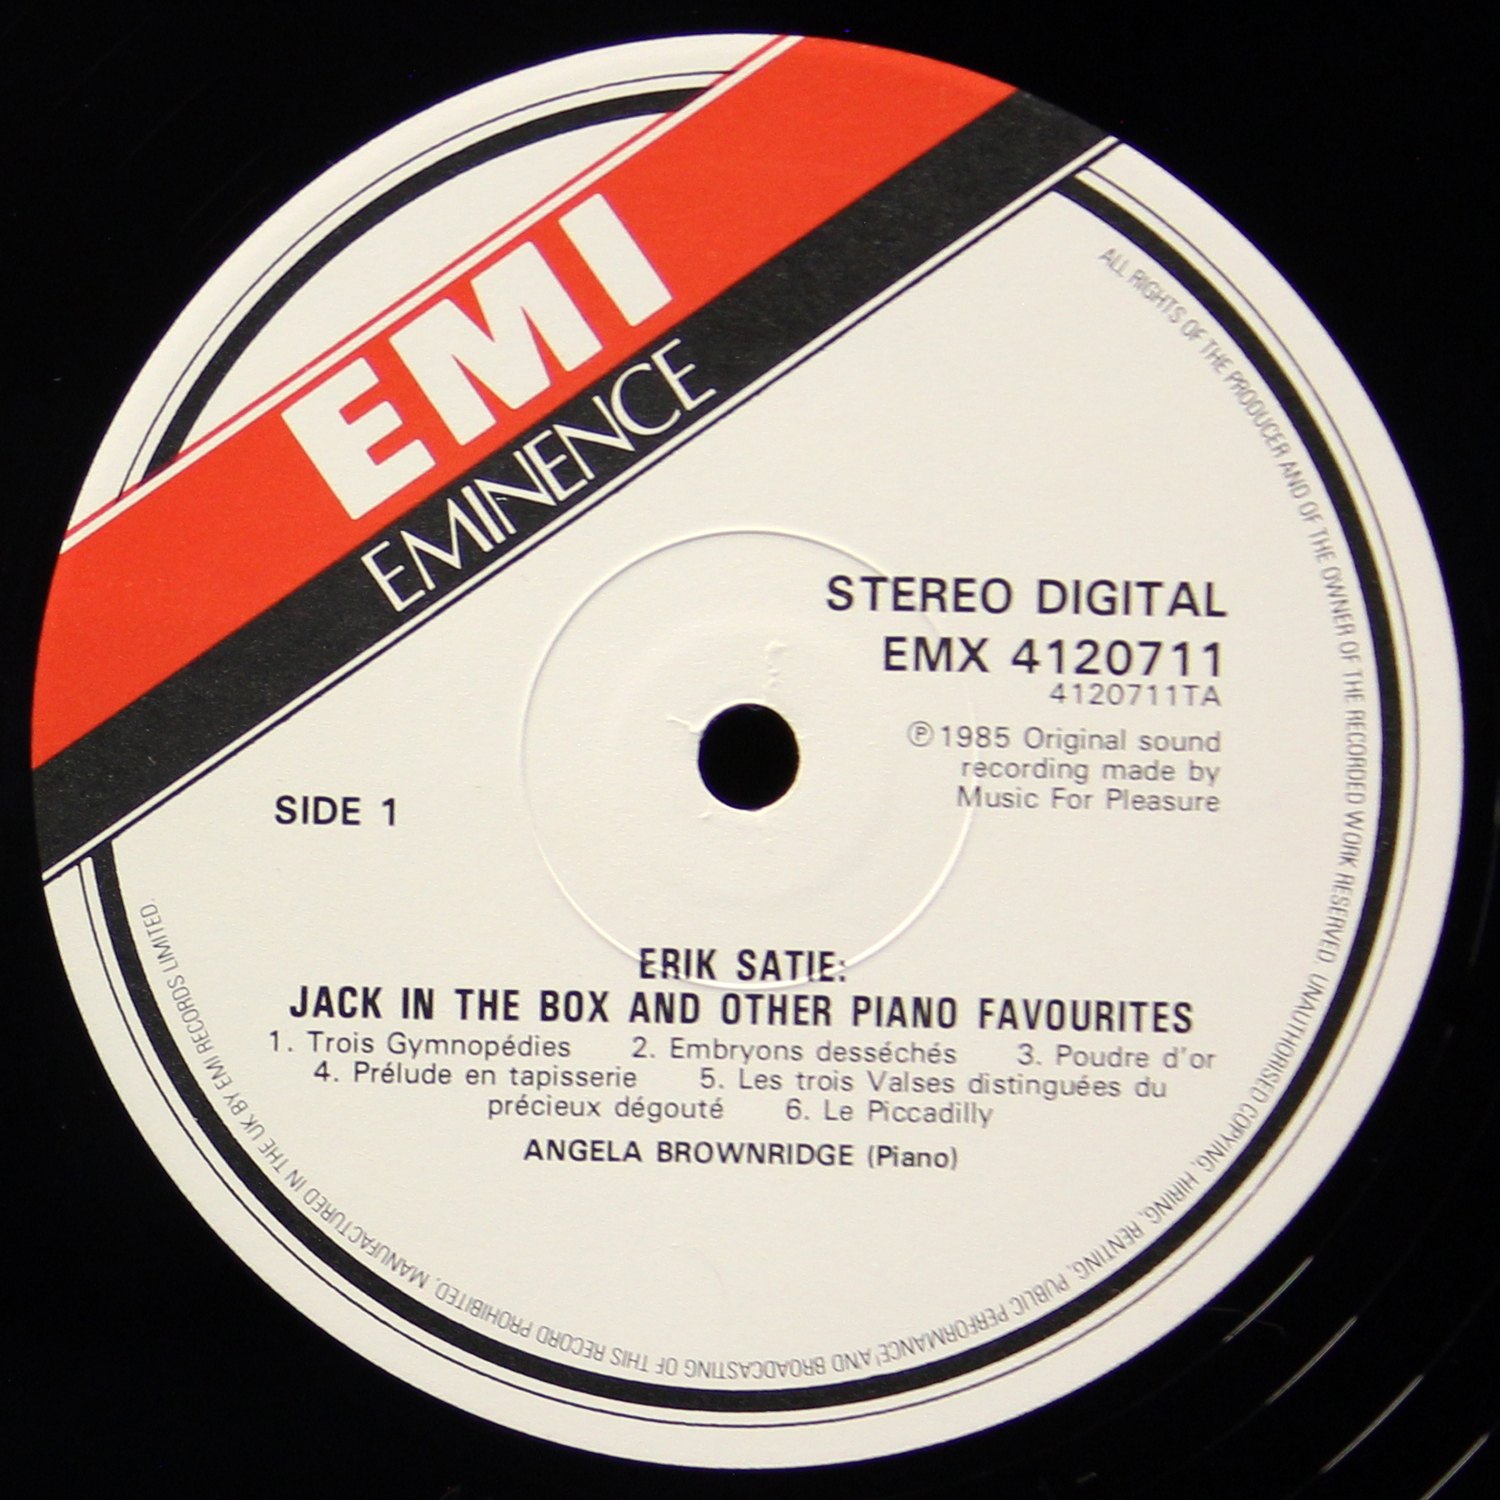 EMI
EMINENCE
STEREO DIGITAL
EMX 4120711
4120711TA
Ⓟ1985 Original sound
recording made by
Music For Pleasure
SIDE 1
ERIK SATIE:
JACK IN THE BOX AND OTHER PIANO FAVOURITES
1. Trois Gymnopédies 2. Embryons desséchés 3. Poudre d'or
4. Prélude en tapisserie 5. Les trois Valses distinguées du
précieux dégouté 6. Le Piccadilly
ANGELA BROWNRIDGE (Piano)
ALL RIGHTS OF THE PRODUCER AND OF THE OWNER OF THE RECORDED WORK RESERVED. UNAUTHORISED COPYING, HIRING, RENTING, PUBLIC PERFORMANCE AND BROADCASTING OF THIS RECORD PROHIBITED. MANUFACTURED IN THE UK BY EMI RECORDS LIMITED.